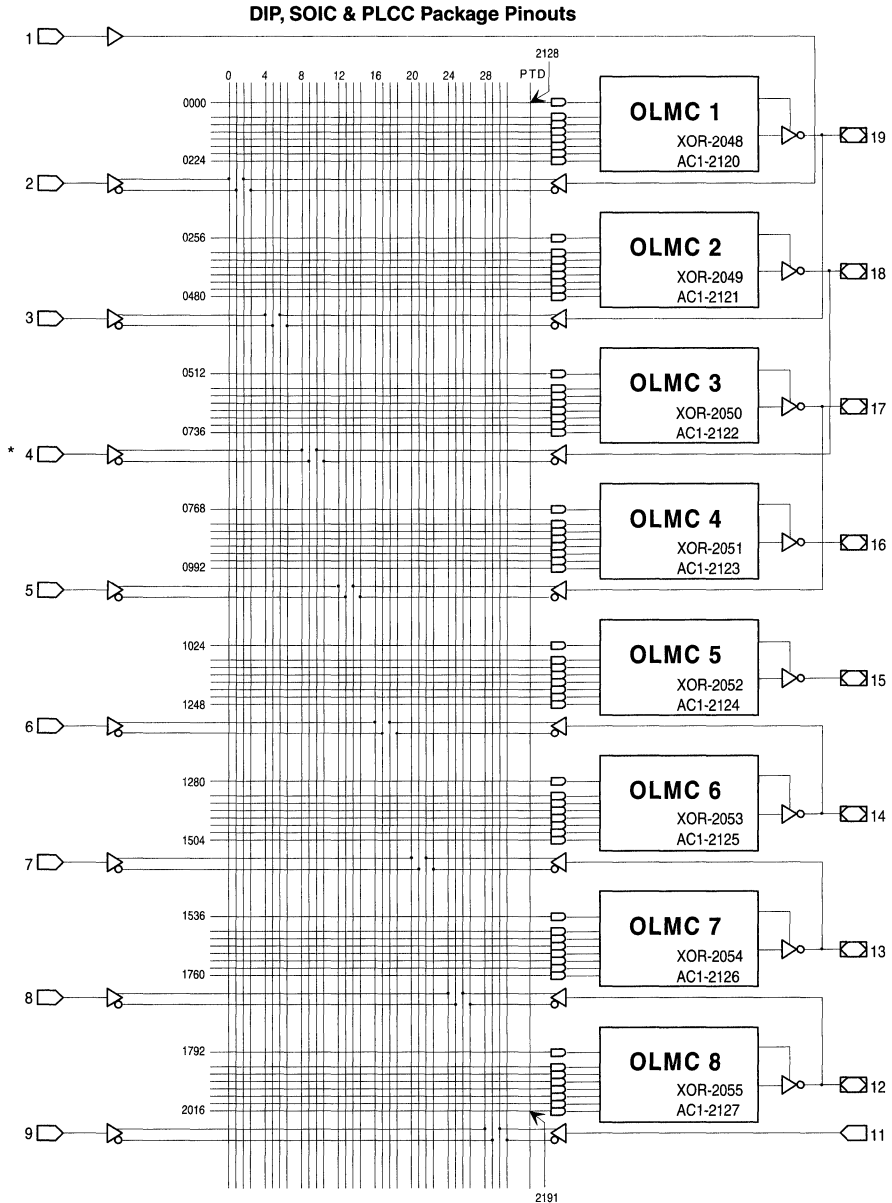 DIP, SOIC & PLCC Package Pinouts
1
2128
0 4 8 12 16 20 24 28 PTD
0000
OLMC 1
XOR-2048
AC1-2120
19
0224
2
0256
OLMC 2
XOR-2049
AC1-2121
18
0480
3
0512
OLMC 3
XOR-2050
AC1-2122
17
0736
* 4
0768
OLMC 4
XOR-2051
AC1-2123
16
0992
5
1024
OLMC 5
XOR-2052
AC1-2124
15
1248
6
1280
OLMC 6
XOR-2053
AC1-2125
14
1504
7
1536
OLMC 7
XOR-2054
AC1-2126
13
1760
8
1792
OLMC 8
XOR-2055
AC1-2127
12
2016
9
11
2191